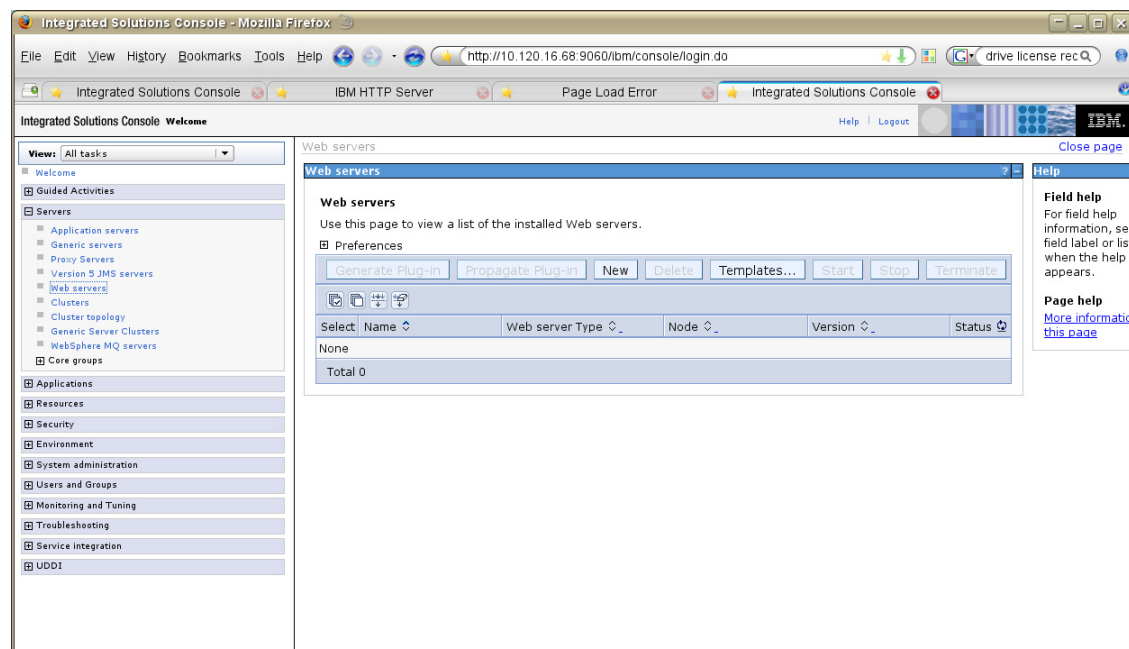 Integrated Solutions Console - Mozilla Firefox
File Edit View History Bookmarks Tools Help http://10.120.16.68:9060/ibm/console/login.do G drive license rec
Integrated Solutions Console IBM HTTP Server Page Load Error Integrated Solutions Console
Integrated Solutions Console Welcome Help | Logout IBM.
View: All tasks
Web servers Close page
Welcome
Guided Activities
Servers
Application servers
Generic servers
Proxy Servers
Version 5 JMS servers
Web servers
Clusters
Cluster topology
Generic Server Clusters
WebSphere MQ servers
Core groups
Applications
Resources
Security
Environment
System administration
Users and Groups
Monitoring and Tuning
Troubleshooting
Service integration
UDDI
Web servers ? –
Web servers
Use this page to view a list of the installed Web servers.
Preferences
Generate Plug-in Propagate Plug-in New Delete Templates... Start Stop Terminate
Select Name Web server Type Node Version Status
None
Total 0
Help
Field help
For field help
information, se
field label or lis
when the help
appears.
Page help
More informatio
this page